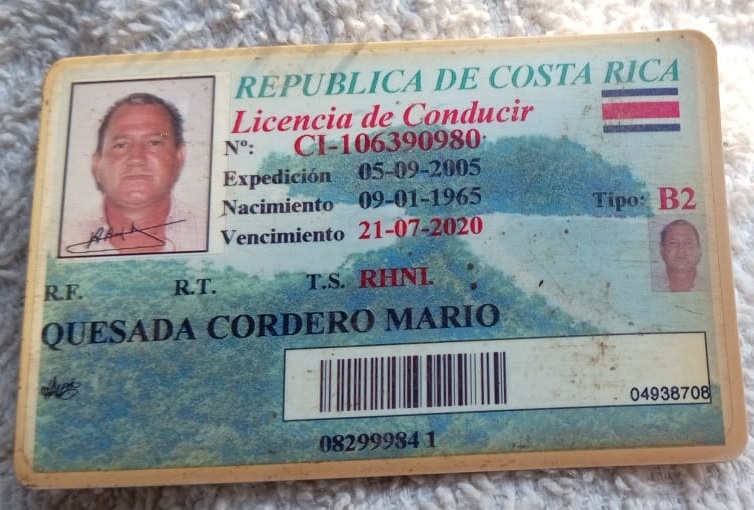 REPUBLICA DE COSTA RICA
Licencia de Conducir
Nº: CI-106390980
Expedición 05-09-2005
Nacimiento 09-01-1965 Tipo: B2
Vencimiento 21-07-2020
R.F. R.T. T.S. RHNI.
QUESADA CORDERO MARIO
04938708
08299984 1